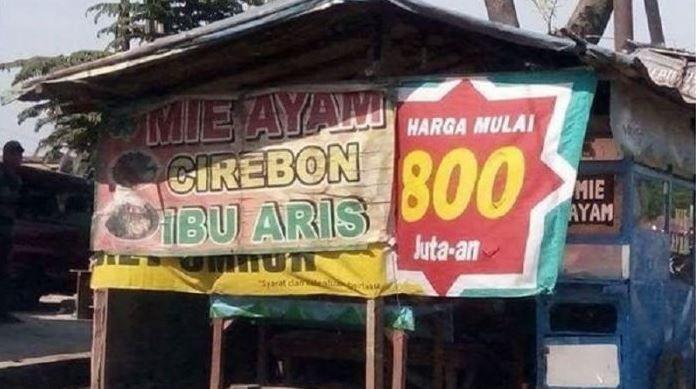 MIE AYAM
CIREBON
IBU ARIS
HARGA MULAI
800
Juta-an
MIE
AYAM